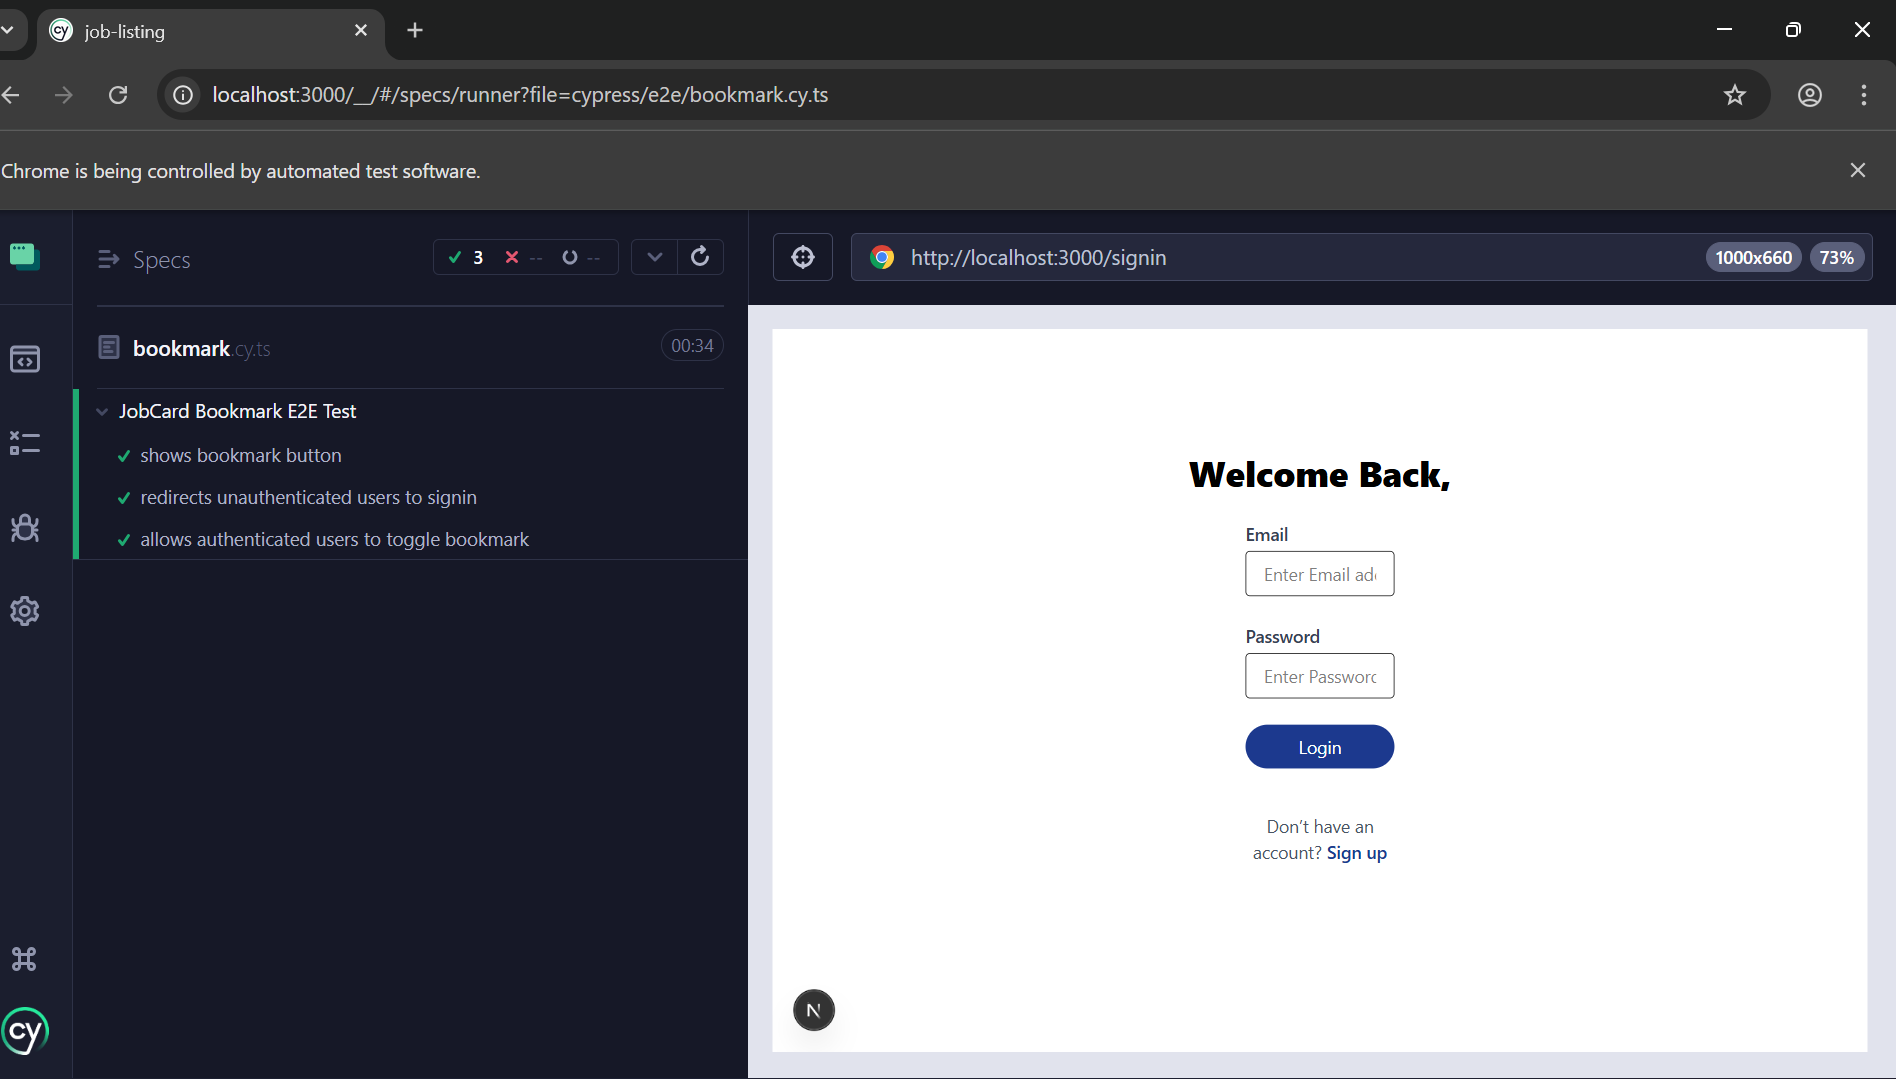 job-listing
localhost:3000/__/#/specs/runner?file=cypress/e2e/bookmark.cy.ts
Chrome is being controlled by automated test software.
Specs
3 -- --
http://localhost:3000/signin
1000x660
73%
bookmark.cy.ts
00:34
JobCard Bookmark E2E Test
shows bookmark button
redirects unauthenticated users to signin
allows authenticated users to toggle bookmark
Welcome Back,
Email
Enter Email ad
Password
Enter Passwor
Login
Don't have an
account? Sign up
N
cy